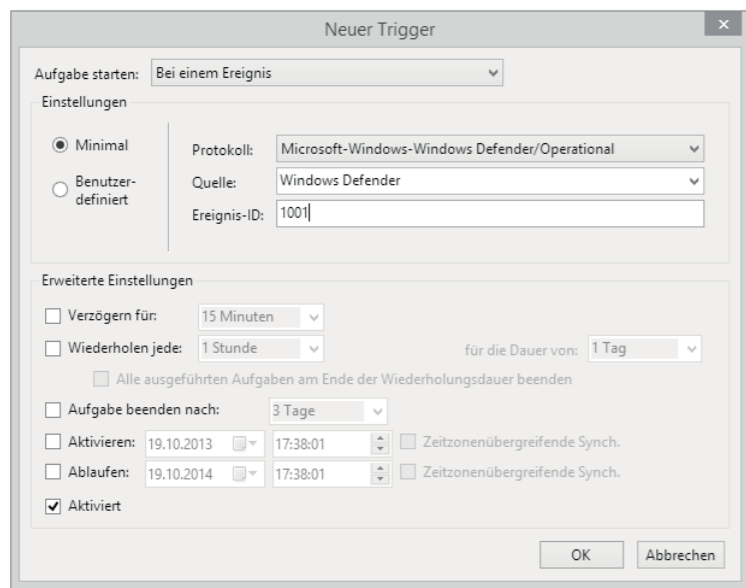 Neuer Trigger
Aufgabe starten: Bei einem Ereignis
Einstellungen
Minimal
Benutzer-
definiert
Protokoll: Microsoft-Windows-Windows Defender/Operational
Quelle: Windows Defender
Ereignis-ID: 1001
Erweiterte Einstellungen
Verzögern für: 15 Minuten
Wiederholen jede: 1 Stunde für die Dauer von: 1 Tag
Alle ausgeführten Aufgaben am Ende der Wiederholungsdauer beenden
Aufgabe beenden nach: 3 Tage
Aktivieren: 19.10.2013 17:38:01 Zeitzonenübergreifende Synch.
Ablaufen: 19.10.2014 17:38:01 Zeitzonenübergreifende Synch.
Aktiviert
OK Abbrechen